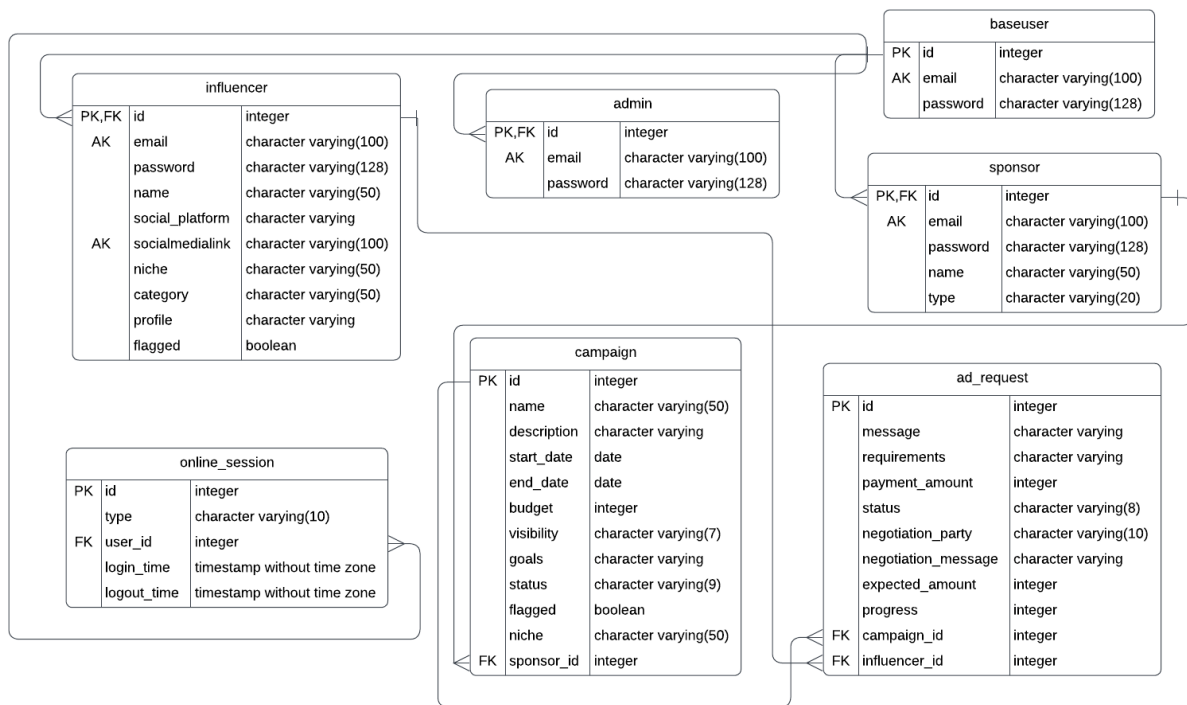 baseuser
PK id integer
AK email character varying(100)
password character varying(128)
influencer
PK,FK id integer
AK email character varying(100)
password character varying(128)
name character varying(50)
social_platform character varying
AK socialmedialink character varying(100)
niche character varying(50)
category character varying(50)
profile character varying
flagged boolean
admin
PK,FK id integer
AK email character varying(100)
password character varying(128)
sponsor
PK,FK id integer
AK email character varying(100)
password character varying(128)
name character varying(50)
type character varying(20)
campaign
PK id integer
name character varying(50)
description character varying
start_date date
end_date date
budget integer
visibility character varying(7)
goals character varying
status character varying(9)
flagged boolean
niche character varying(50)
FK sponsor_id integer
ad_request
PK id integer
message character varying
requirements character varying
payment_amount integer
status character varying(8)
negotiation_party character varying(10)
negotiation_message character varying
expected_amount integer
progress integer
FK campaign_id integer
FK influencer_id integer
online_session
PK id integer
type character varying(10)
FK user_id integer
login_time timestamp without time zone
logout_time timestamp without time zone